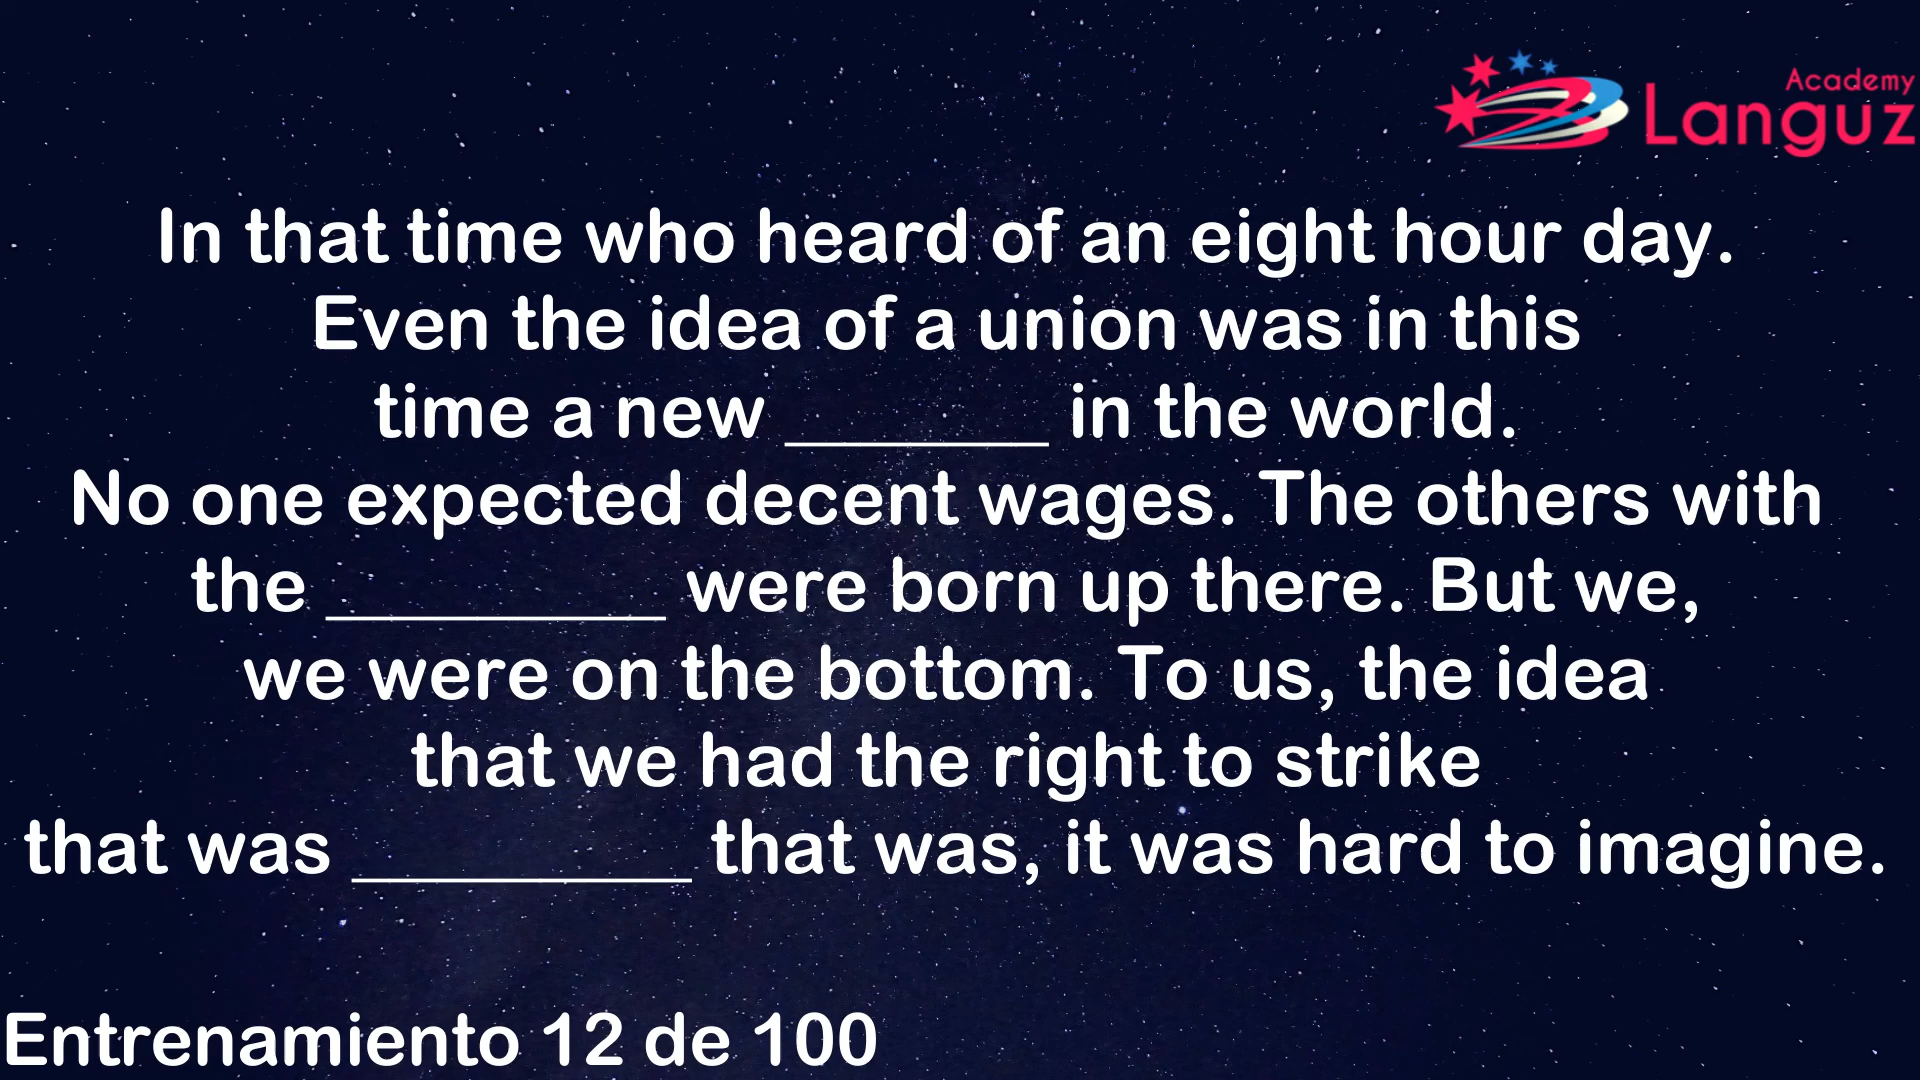 Academy
Languz
In that time who heard of an eight hour day.
Even the idea of a union was in this
time a new _______ in the world.
No one expected decent wages. The others with
the _________ were born up there. But we,
we were on the bottom. To us, the idea
that we had the right to strike
that was _________ that was, it was hard to imagine.
Entrenamiento 12 de 100